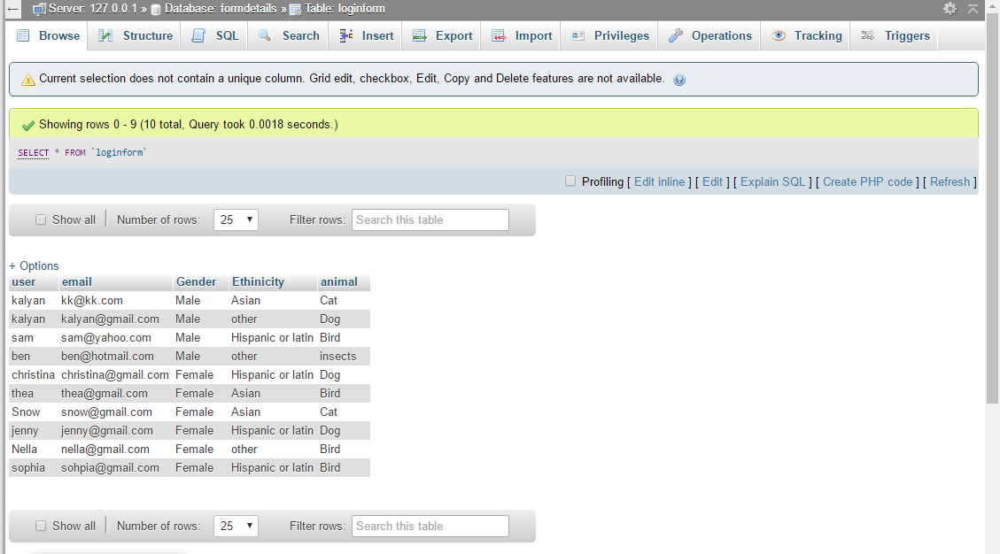 Server: 127.0.0.1 » Database: formdetails » Table: loginform
Browse Structure SQL Search Insert Export Import Privileges Operations Tracking Triggers
Current selection does not contain a unique column. Grid edit, checkbox, Edit, Copy and Delete features are not available.
Showing rows 0 - 9 (10 total, Query took 0.0018 seconds.)
SELECT * FROM `loginform`
Profiling [ Edit inline ] [ Edit ] [ Explain SQL ] [ Create PHP code ] [ Refresh ]
Show all Number of rows: 25 Filter rows: Search this table
+ Options
user email Gender Ethinicity animal
kalyan kk@kk.com Male Asian Cat
kalyan kalyan@gmail.com Male other Dog
sam sam@yahoo.com Male Hispanic or latin Bird
ben ben@hotmail.com Male other insects
christina christina@gmail.com Female Hispanic or latin Dog
thea thea@gmail.com Female Asian Bird
Snow snow@gmail.com Female Asian Cat
jenny jenny@gmail.com Female Hispanic or latin Dog
Nella nella@gmail.com Female other Bird
sophia sohpia@gmail.com Female Hispanic or latin Bird
Show all Number of rows: 25 Filter rows: Search this table